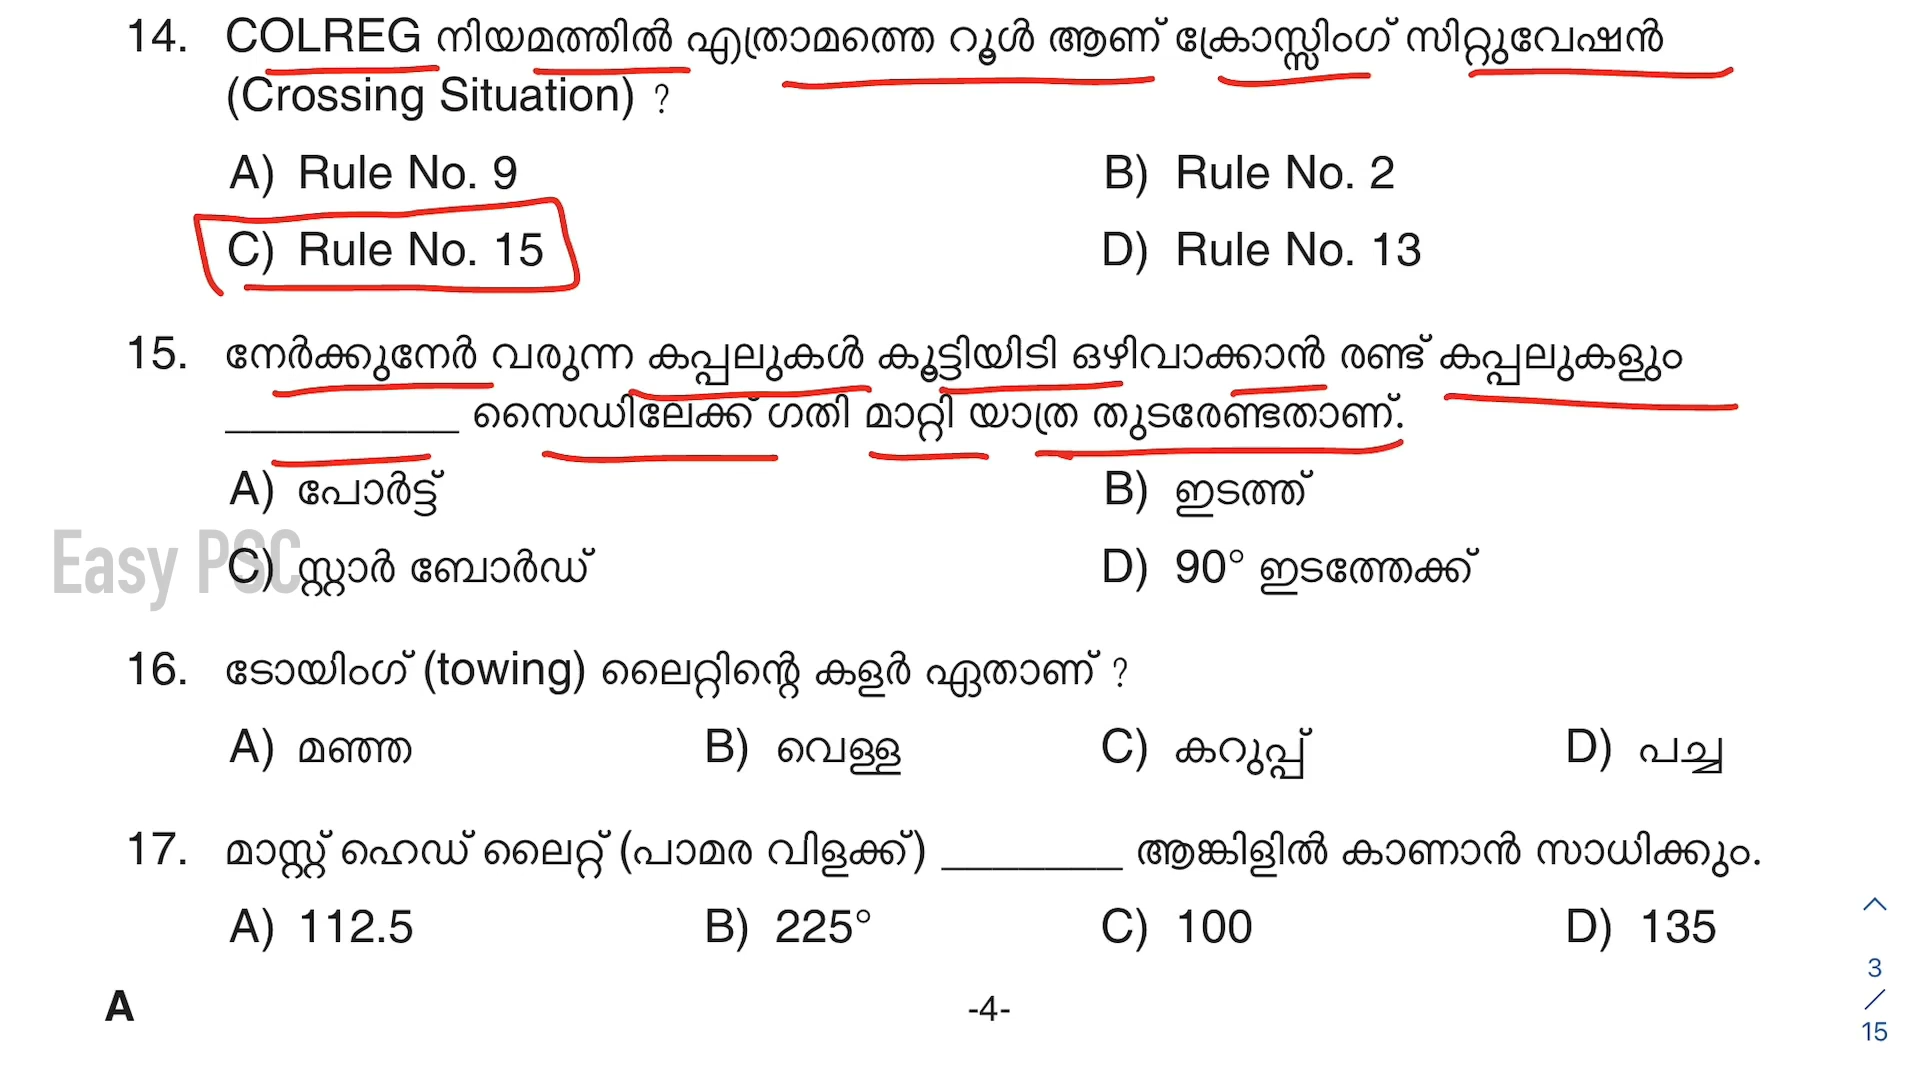 14. COLREG നിയമത്തിൽ എത്രാമത്തെ റൂൾ ആണ് ക്രോസ്സിംഗ് സിറ്റുവേഷൻ
(Crossing Situation) ?
A) Rule No. 9 B) Rule No. 2
C) Rule No. 15 D) Rule No. 13
15. നേർക്കുനേർ വരുന്ന കപ്പലുകൾ കൂട്ടിയിടി ഒഴിവാക്കാൻ രണ്ട് കപ്പലുകളും
__________ സൈഡിലേക്ക് ഗതി മാറ്റി യാത്ര തുടരേണ്ടതാണ്.
A) പോർട്ട് B) ഇടത്ത്
Easy PSC
C) സ്റ്റാർ ബോർഡ് D) 90° ഇടത്തേക്ക്
16. ടോയിംഗ് (towing) ലൈറ്റിന്റെ കളർ ഏതാണ് ?
A) മഞ്ഞ B) വെള്ള C) കറുപ്പ് D) പച്ച
17. മാസ്റ്റ് ഹെഡ് ലൈറ്റ് (പാമര വിളക്ക്) ________ ആങ്കിളിൽ കാണാൻ സാധിക്കും.
A) 112.5 B) 225° C) 100 D) 135
A -4-
3
/
15